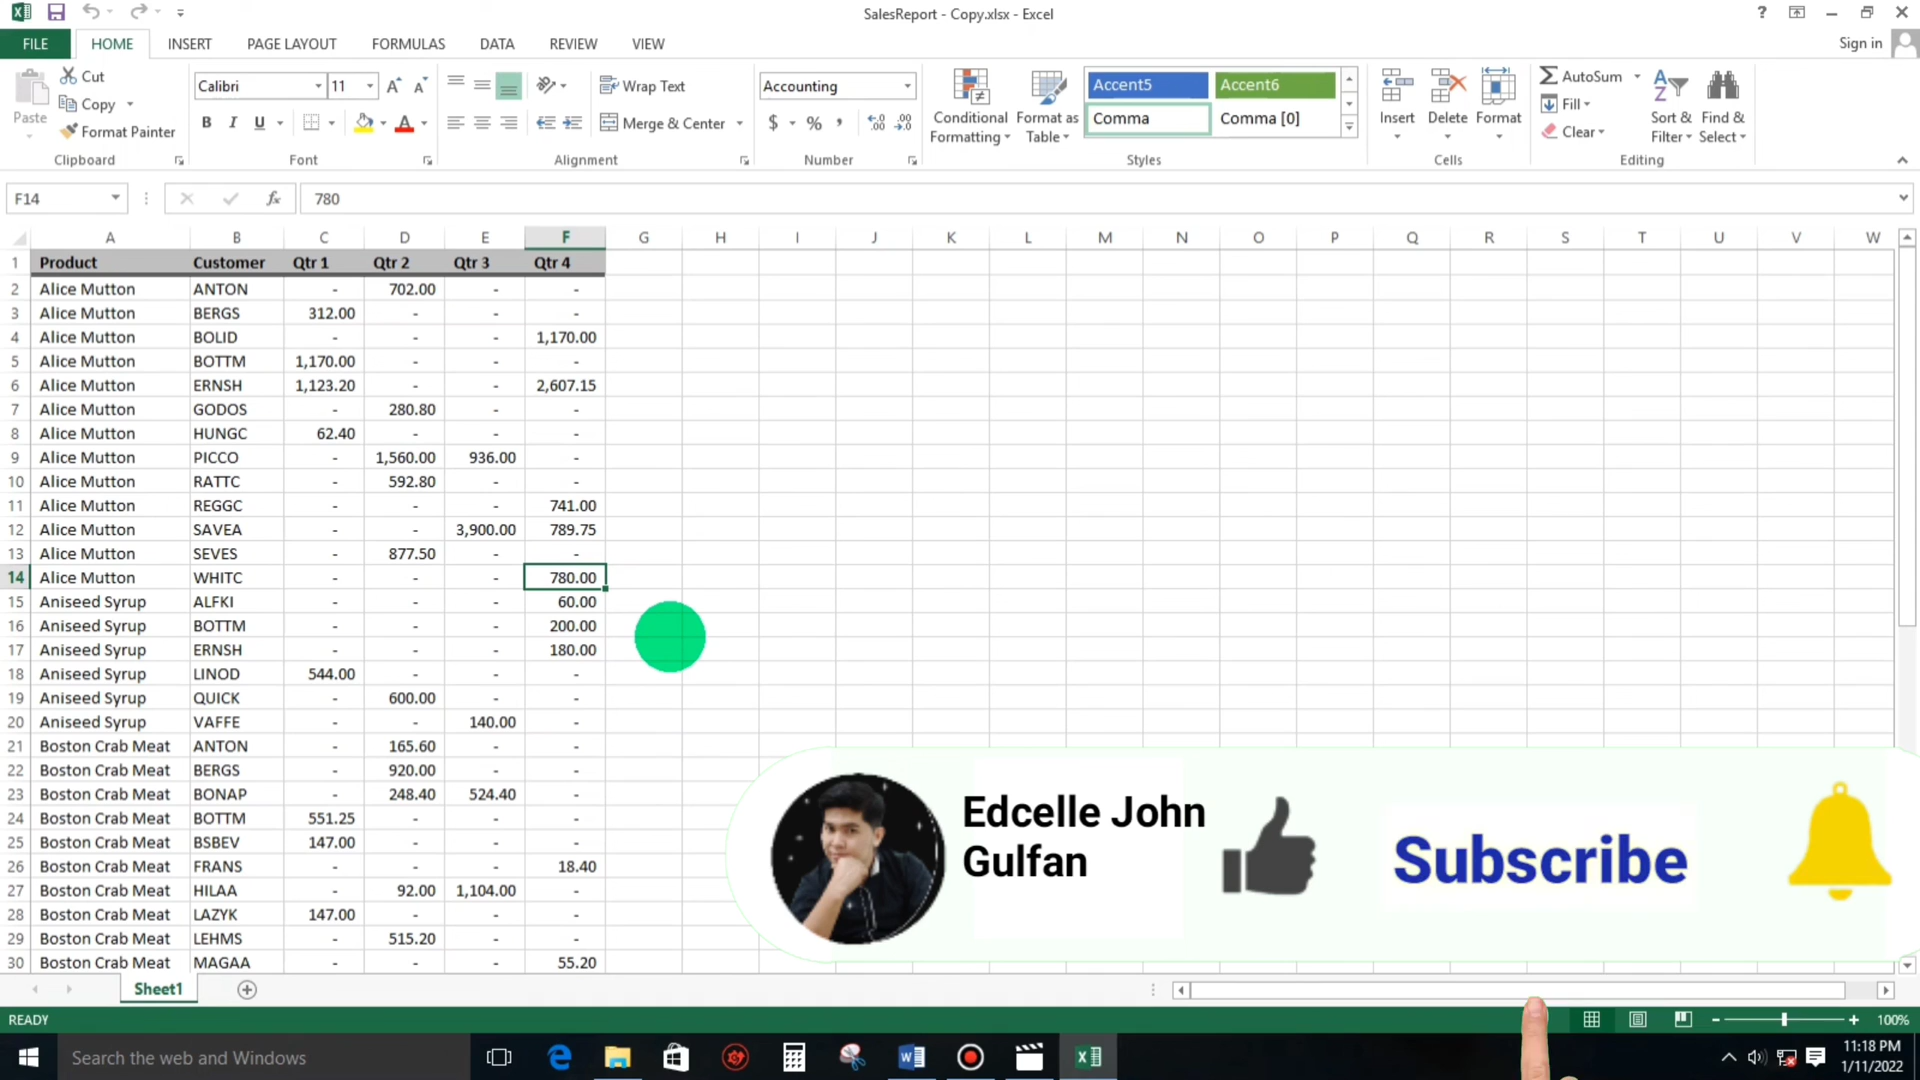 SalesReport - Copy.xlsx - Excel
?
FILE HOME INSERT PAGE LAYOUT FORMULAS DATA REVIEW VIEW
Sign in
Paste
Cut
Copy
Format Painter
Clipboard
Calibri 11
B I U
Font
Wrap Text
Merge & Center
Alignment
Accounting
$ % ,
Number
Conditional Formatting
Format as Table
Accent5 Accent6
Comma Comma [0]
Styles
Insert Delete Format
Cells
AutoSum
Fill
Clear
Sort & Filter
Find & Select
Editing
F14 fx 780
A B C D E F G H I J K L M N O P Q R S T U V W
1 Product Customer Qtr 1 Qtr 2 Qtr 3 Qtr 4
2 Alice Mutton ANTON - 702.00 - -
3 Alice Mutton BERGS 312.00 - - -
4 Alice Mutton BOLID - - - 1,170.00
5 Alice Mutton BOTTM 1,170.00 - - -
6 Alice Mutton ERNSH 1,123.20 - - 2,607.15
7 Alice Mutton GODOS - 280.80 - -
8 Alice Mutton HUNGC 62.40 - - -
9 Alice Mutton PICCO - 1,560.00 936.00 -
10 Alice Mutton RATTC - 592.80 - -
11 Alice Mutton REGGC - - - 741.00
12 Alice Mutton SAVEA - - 3,900.00 789.75
13 Alice Mutton SEVES - 877.50 - -
14 Alice Mutton WHITC - - - 780.00
15 Aniseed Syrup ALFKI - - - 60.00
16 Aniseed Syrup BOTTM - - - 200.00
17 Aniseed Syrup ERNSH - - - 180.00
18 Aniseed Syrup LINOD 544.00 - - -
19 Aniseed Syrup QUICK - 600.00 - -
20 Aniseed Syrup VAFFE - - 140.00 -
21 Boston Crab Meat ANTON - 165.60 - -
22 Boston Crab Meat BERGS - 920.00 - -
23 Boston Crab Meat BONAP - 248.40 524.40 -
24 Boston Crab Meat BOTTM 551.25 - - -
25 Boston Crab Meat BSBEV 147.00 - - -
26 Boston Crab Meat FRANS - - - 18.40
27 Boston Crab Meat HILAA - 92.00 1,104.00 -
28 Boston Crab Meat LAZYK 147.00 - - -
29 Boston Crab Meat LEHMS - 515.20 - -
30 Boston Crab Meat MAGAA - - - 55.20
Edcelle John
Gulfan
Subscribe
Sheet1
READY
100%
Search the web and Windows
11:18 PM
1/11/2022